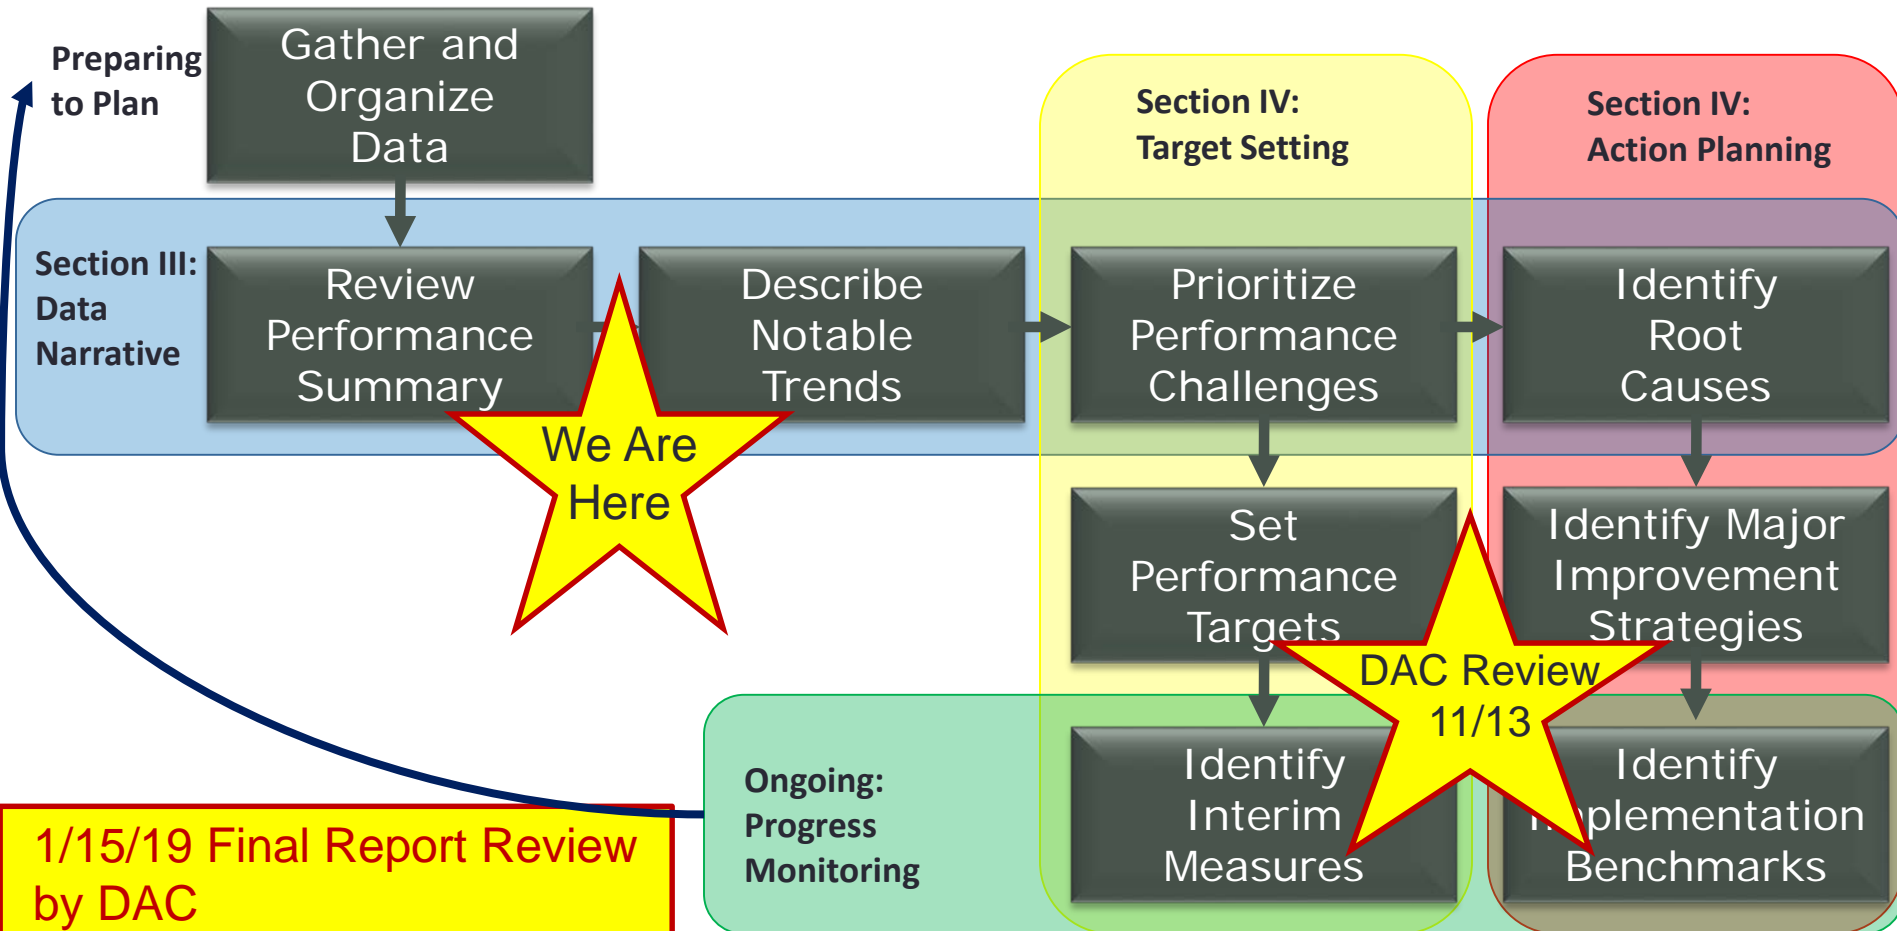 Preparing
to Plan
Gather and
Organize
Data
Section IV:
Target Setting
Section IV:
Action Planning
Section III:
Data
Narrative
Review
Performance
Summary
Describe
Notable
Trends
Prioritize
Performance
Challenges
Identify
Root
Causes
We Are
Here
Set
Performance
Targets
Identify Major
Improvement
Strategies
DAC Review
11/13
Ongoing:
Progress
Monitoring
Identify
Interim
Measures
Identify
Implementation
Benchmarks
1/15/19 Final Report Review
by DAC